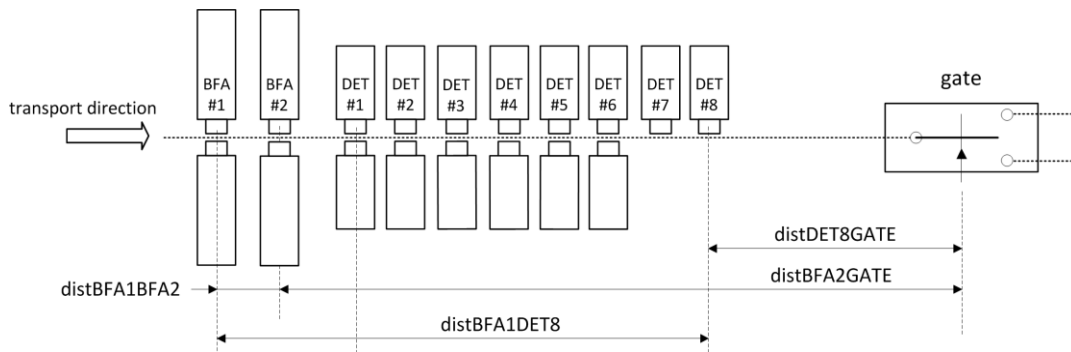 BFA
#1
BFA
#2
DET
#1
DET
#2
DET
#3
DET
#4
DET
#5
DET
#6
DET
#7
DET
#8
gate
transport direction
distDET8GATE
distBFA1BFA2
distBFA2GATE
distBFA1DET8